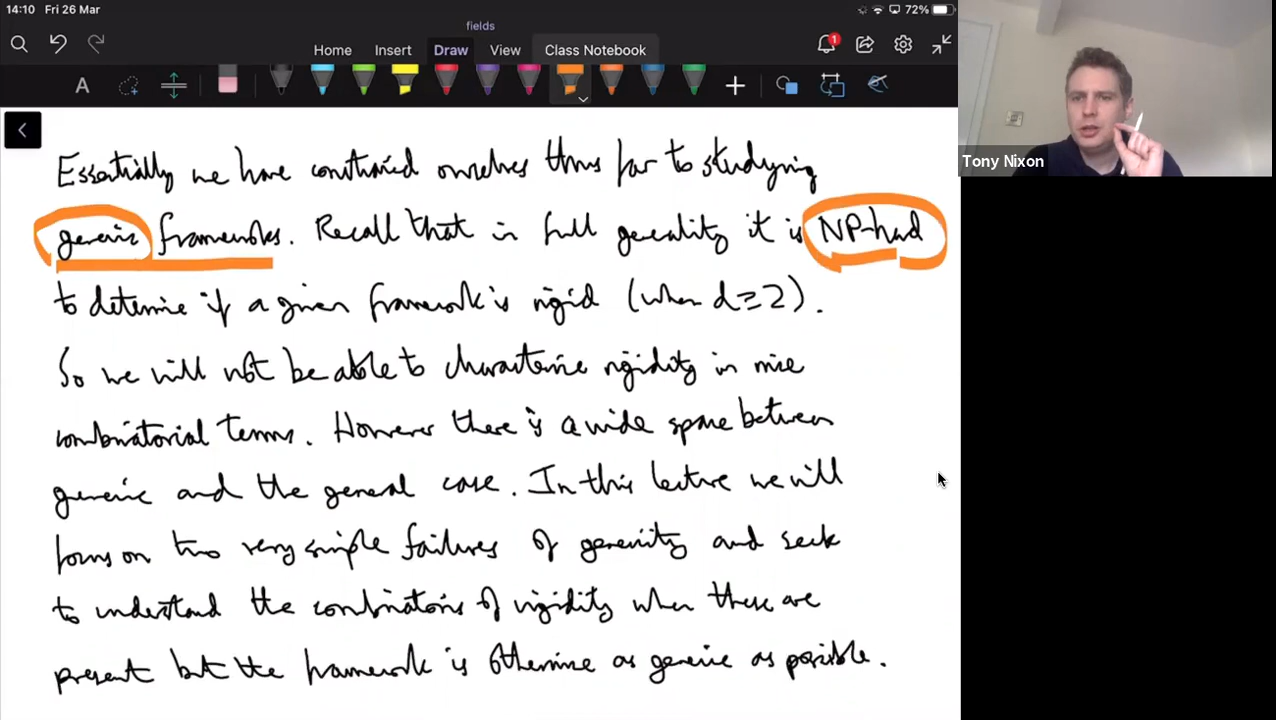 14:10 Fri 26 Mar
72%
fields
Home Insert Draw View Class Notebook
1
A
Tony Nixon
Essentially we have constrained ourselves thus far to studying
generic frameworks. Recall that in full generality it is NP-hard
to determine if a given framework is rigid (when d≥2).
So we will not be able to characterise rigidity in nice
combinatorial terms. However there is a wide space between
generic and the general case. In this lecture we will
focus on two very simple failures of genericity and seek
to understand the combinatorics of rigidity when these are
present but the framework is otherwise as generic as possible.